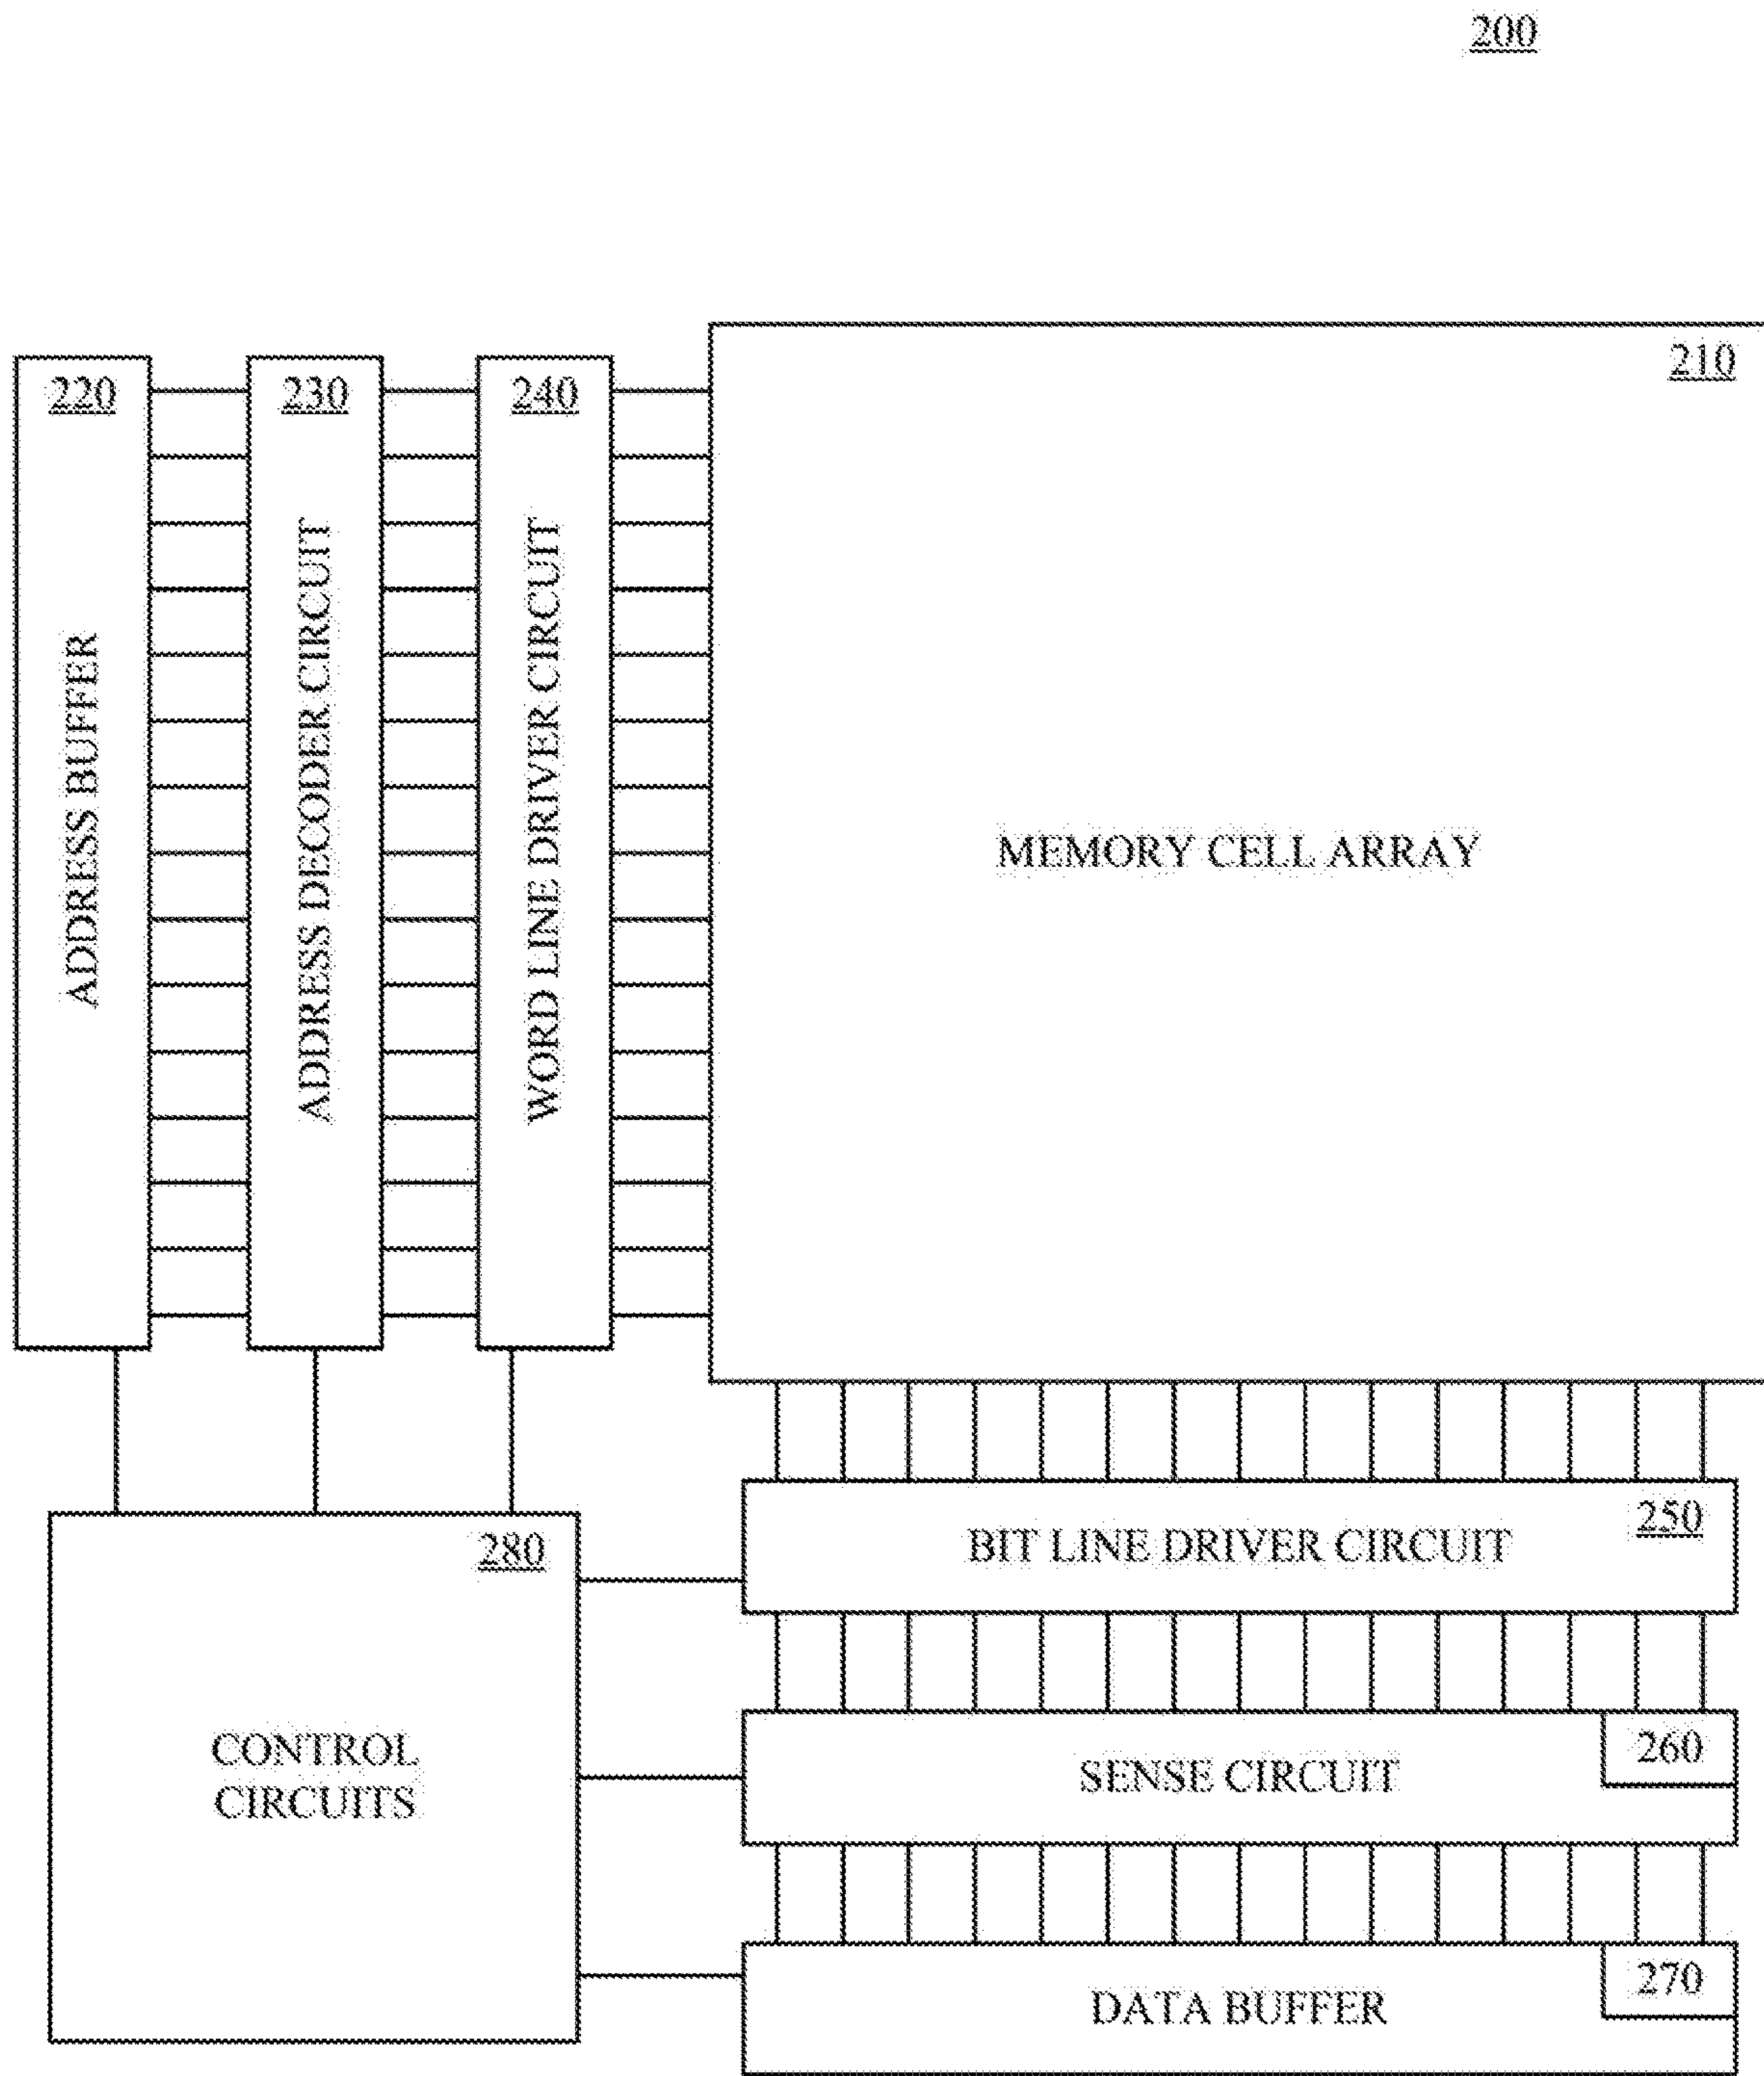 200
210
220
230
240
ADDRESS BUFFER
ADDRESS DECODER CIRCUIT
WORD LINE DRIVER CIRCUIT
MEMORY CELL ARRAY
250
BIT LINE DRIVER CIRCUIT
280
CONTROL
CIRCUITS
260
SENSE CIRCUIT
270
DATA BUFFER